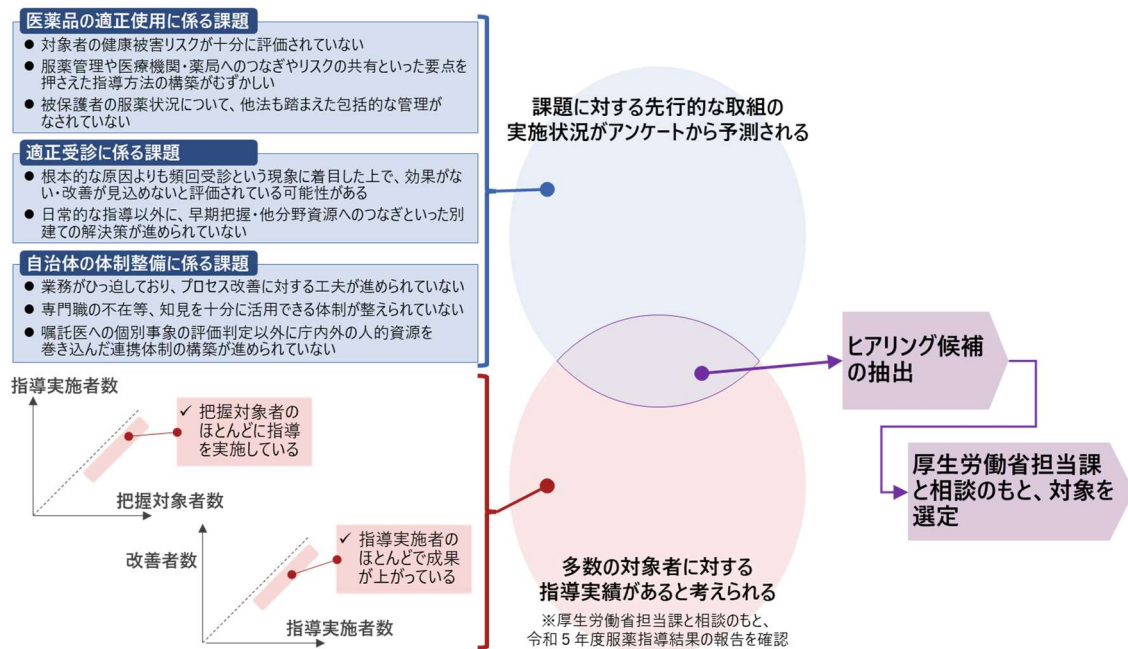 医薬品の適正使用に係る課題
● 対象者の健康被害リスクが十分に評価されていない
● 服薬管理や医療機関・薬局へのつなぎやリスクの共有といった要点を
押さえた指導方法の構築がむずかしい
● 被保護者の服薬状況について、他法も踏まえた包括的な管理が
なされていない
適正受診に係る課題
● 根本的な原因よりも頻回受診という現象に着目した上で、効果がな
い・改善が見込めないと評価されている可能性がある
● 日常的な指導以外に、早期把握・他分野資源へのつなぎといった別
建ての解決策が進められていない
自治体の体制整備に係る課題
● 業務がひっ迫しており、プロセス改善に対する工夫が進められていない
● 専門職の不在等、知見を十分に活用できる体制が整えられていない
● 嘱託医への個別事象の評価判定以外に庁内外の人的資源を
巻き込んだ連携体制の構築が進められていない
指導実施者数
✓ 把握対象者の
ほとんどに指導
を実施している
把握対象者数
改善者数
✓ 指導実施者の
ほとんどで成果
が上がっている
指導実施者数
課題に対する先行的な取組の
実施状況がアンケートから予測される
多数の対象者に対する
指導実績があると考えられる
※厚生労働省担当課と相談のもと、
令和5年度服薬指導結果の報告を確認
ヒアリング候補
の抽出
厚生労働省担当課
と相談のもと、対象を
選定